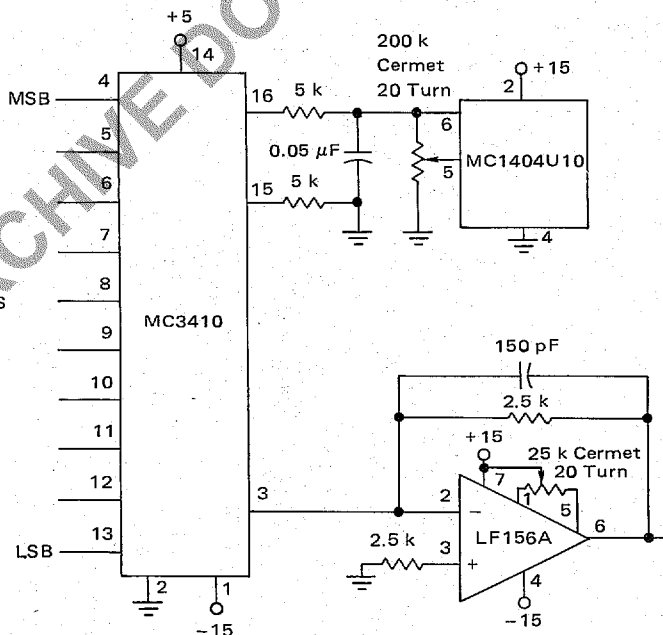 ARCHIVE DO
+5
14
MSB
4
5
6
7
8
9
10
11
12
LSB
13
S
MC3410
16
5 k
0.05 µF
15
5 k
200 k
Cermet
20 Turn
2
+15
6
5
MC1404U10
4
3
2
1
-15
150 pF
2.5 k
+15
7
25 k Cermet
20 Turn
1
5
2
-
LF156A
6
2.5 k
3
+
4
-15